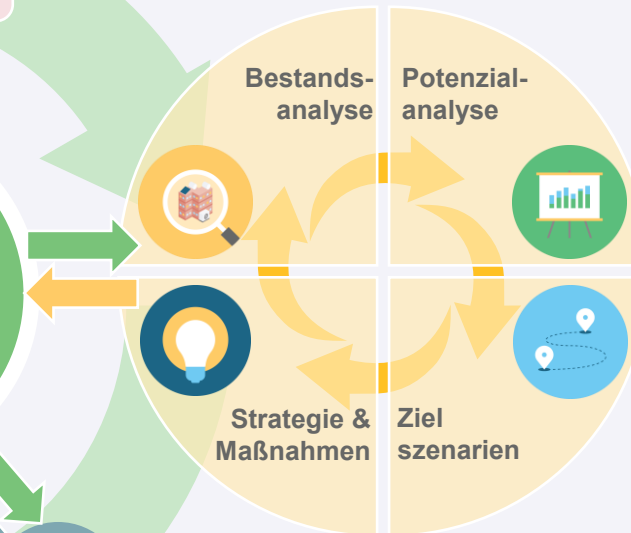 Bestands-
analyse
Potenzial-
analyse
Strategie &
Maßnahmen
Ziel
szenarien